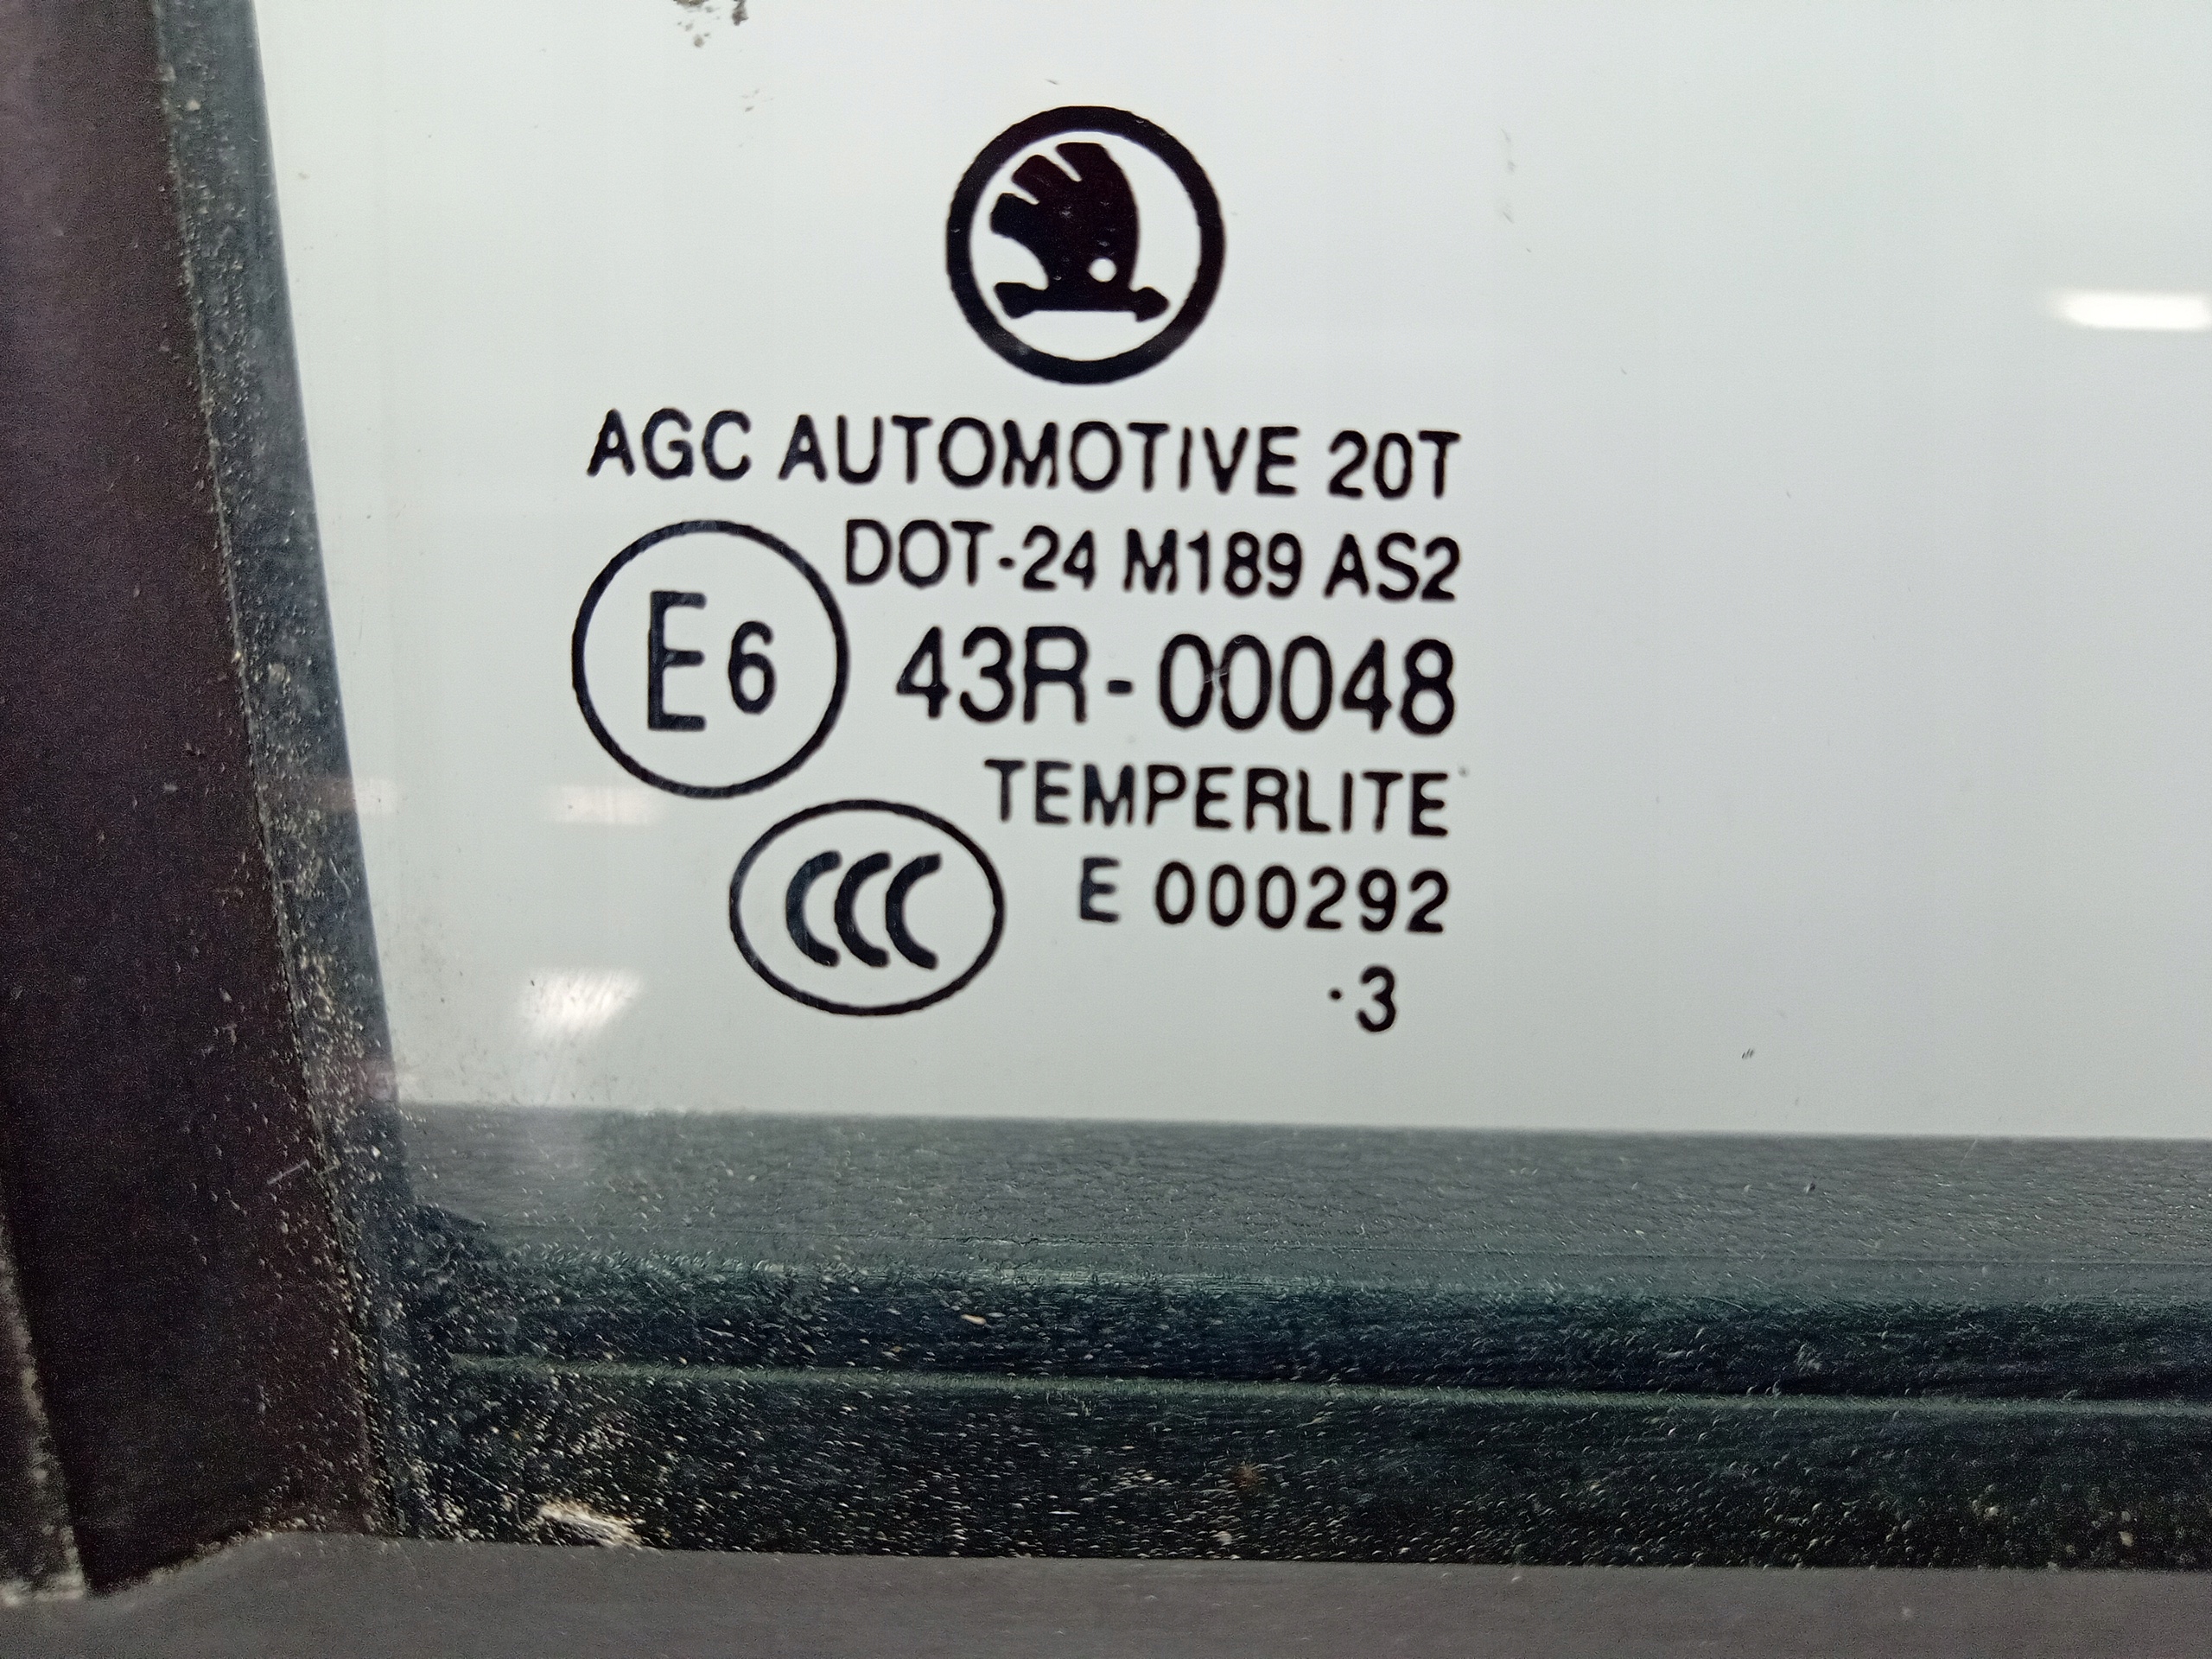 AGC AUTOMOTIVE 20T
DOT-24 M189 AS2
E6 43R-00048
TEMPERLITE
CCC E 000292
·3